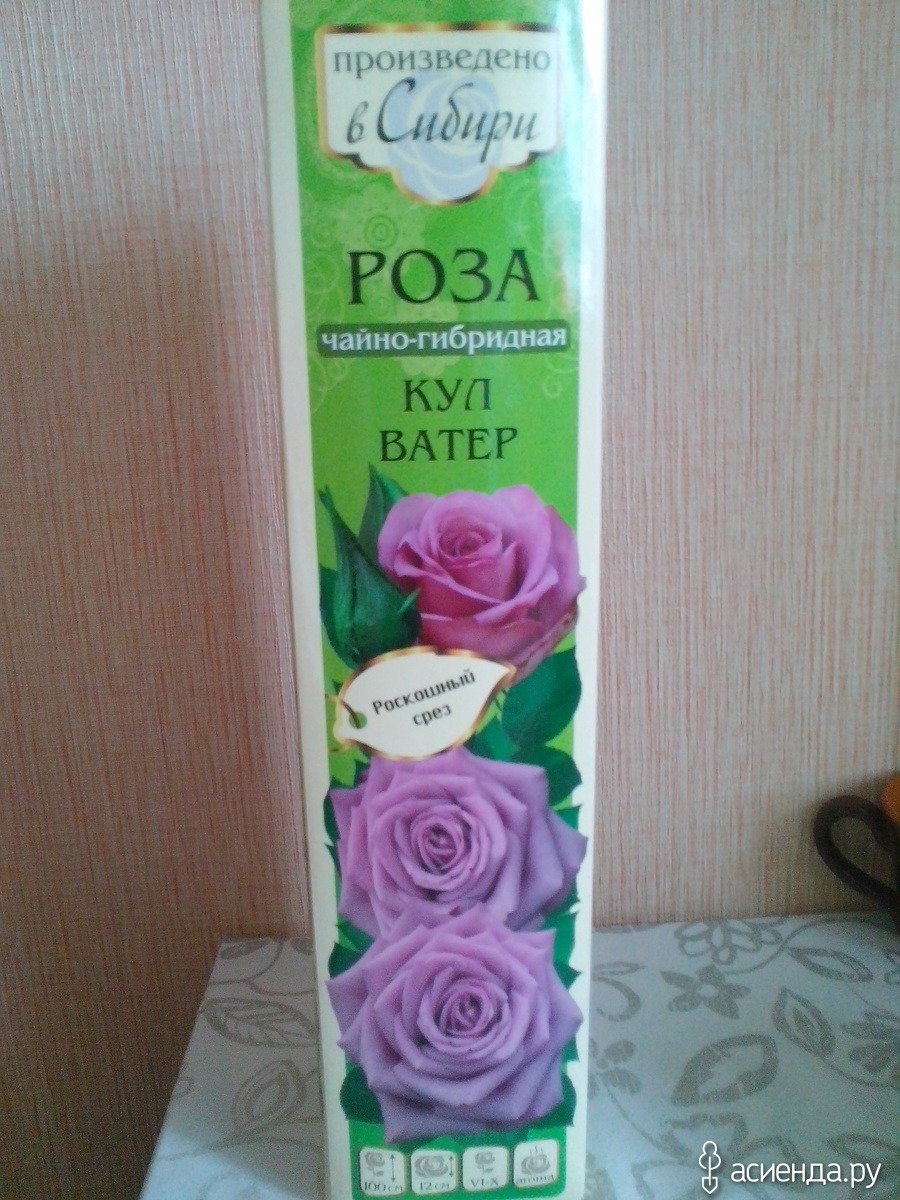 произведено
в Сибири
РОЗА
чайно-гибридная
КУЛ
ВАТЕР
Роскошный
срез
100 см 12 см VI-X aroma
асиенда.ру